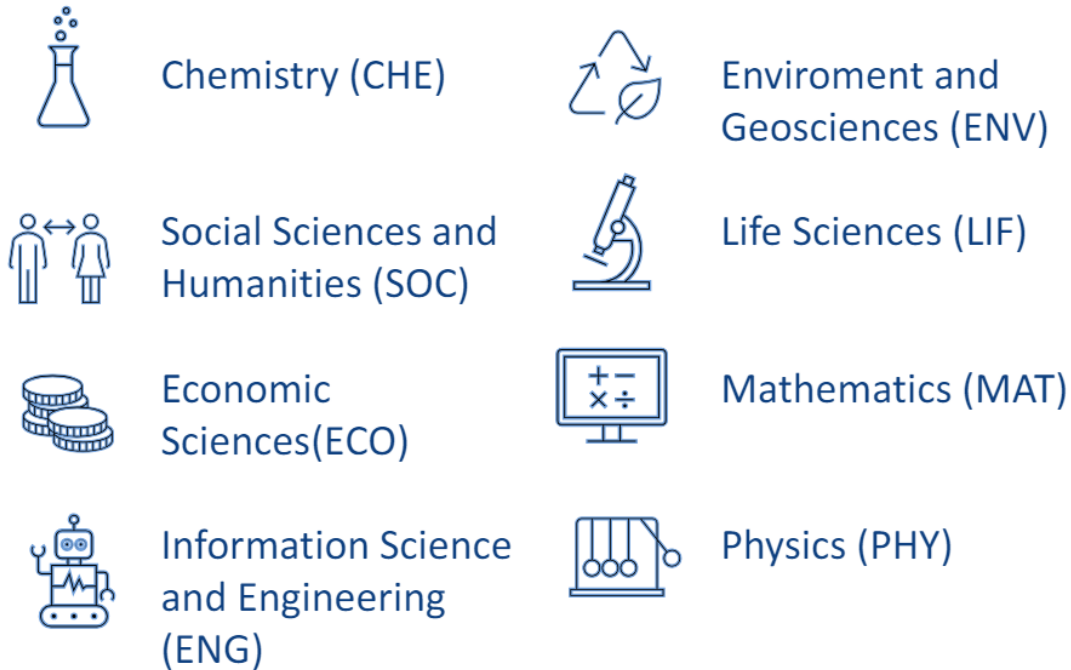 Chemistry (CHE)
Social Sciences and
Humanities (SOC)
Economic
Sciences(ECO)
Information Science
and Engineering
(ENG)
Enviroment and
Geosciences (ENV)
Life Sciences (LIF)
Mathematics (MAT)
Physics (PHY)